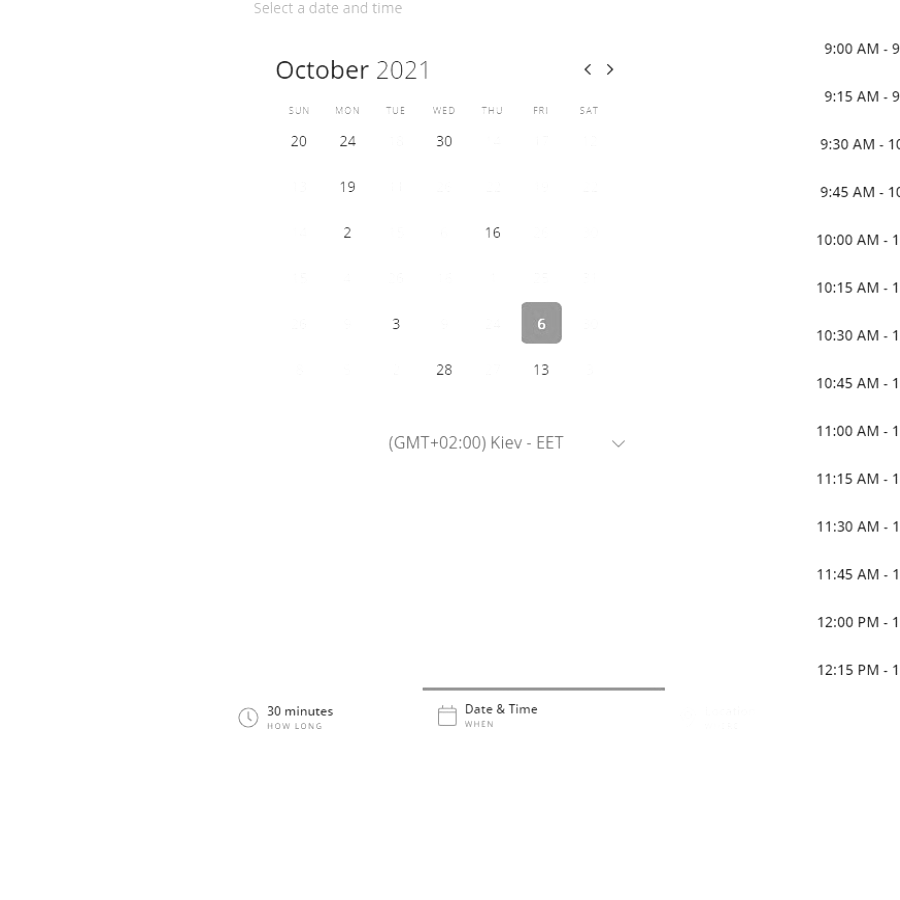 Select a date and time
October 2021
SUN MON TUE WED THU FRI SAT
20 24 30
19
2 16
3 6
28 13
(GMT+02:00) Kiev - EET
9:00 AM - 9
9:15 AM - 9
9:30 AM - 10
9:45 AM - 10
10:00 AM - 1
10:15 AM - 1
10:30 AM - 1
10:45 AM - 1
11:00 AM - 1
11:15 AM - 1
11:30 AM - 1
11:45 AM - 1
12:00 PM - 1
12:15 PM - 1
30 minutes
HOW LONG
Date & Time
WHEN